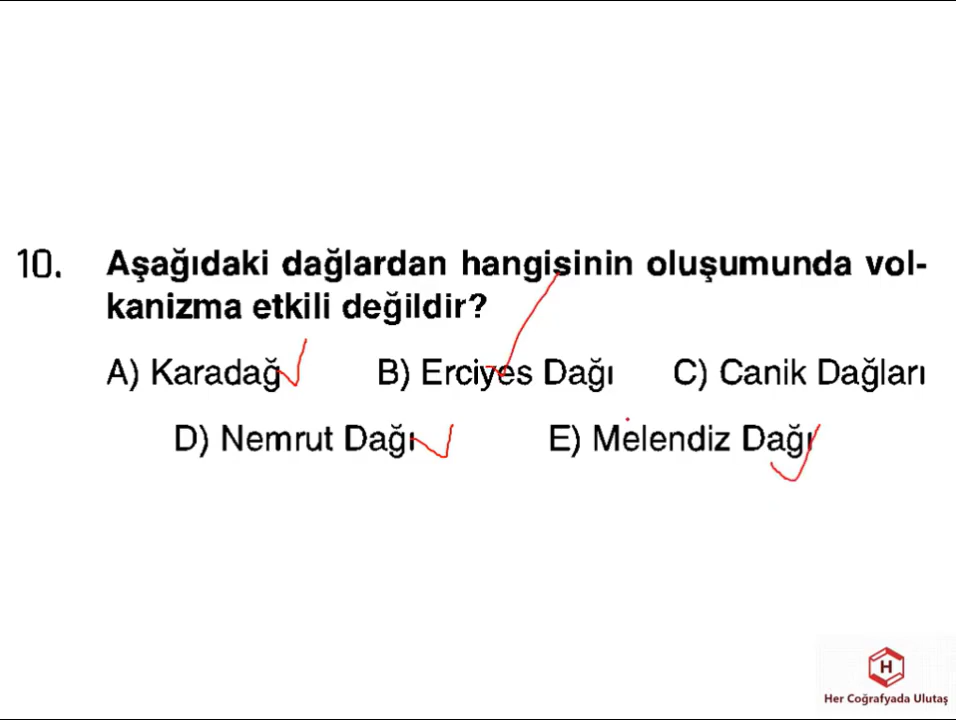 10. Aşağıdaki dağlardan hangisinin oluşumunda vol-
kanizma etkili değildir?
A) Karadağ B) Erciyes Dağı C) Canik Dağları
D) Nemrut Dağı E) Melendiz Dağı
H
Her Coğrafyada Ulutaş